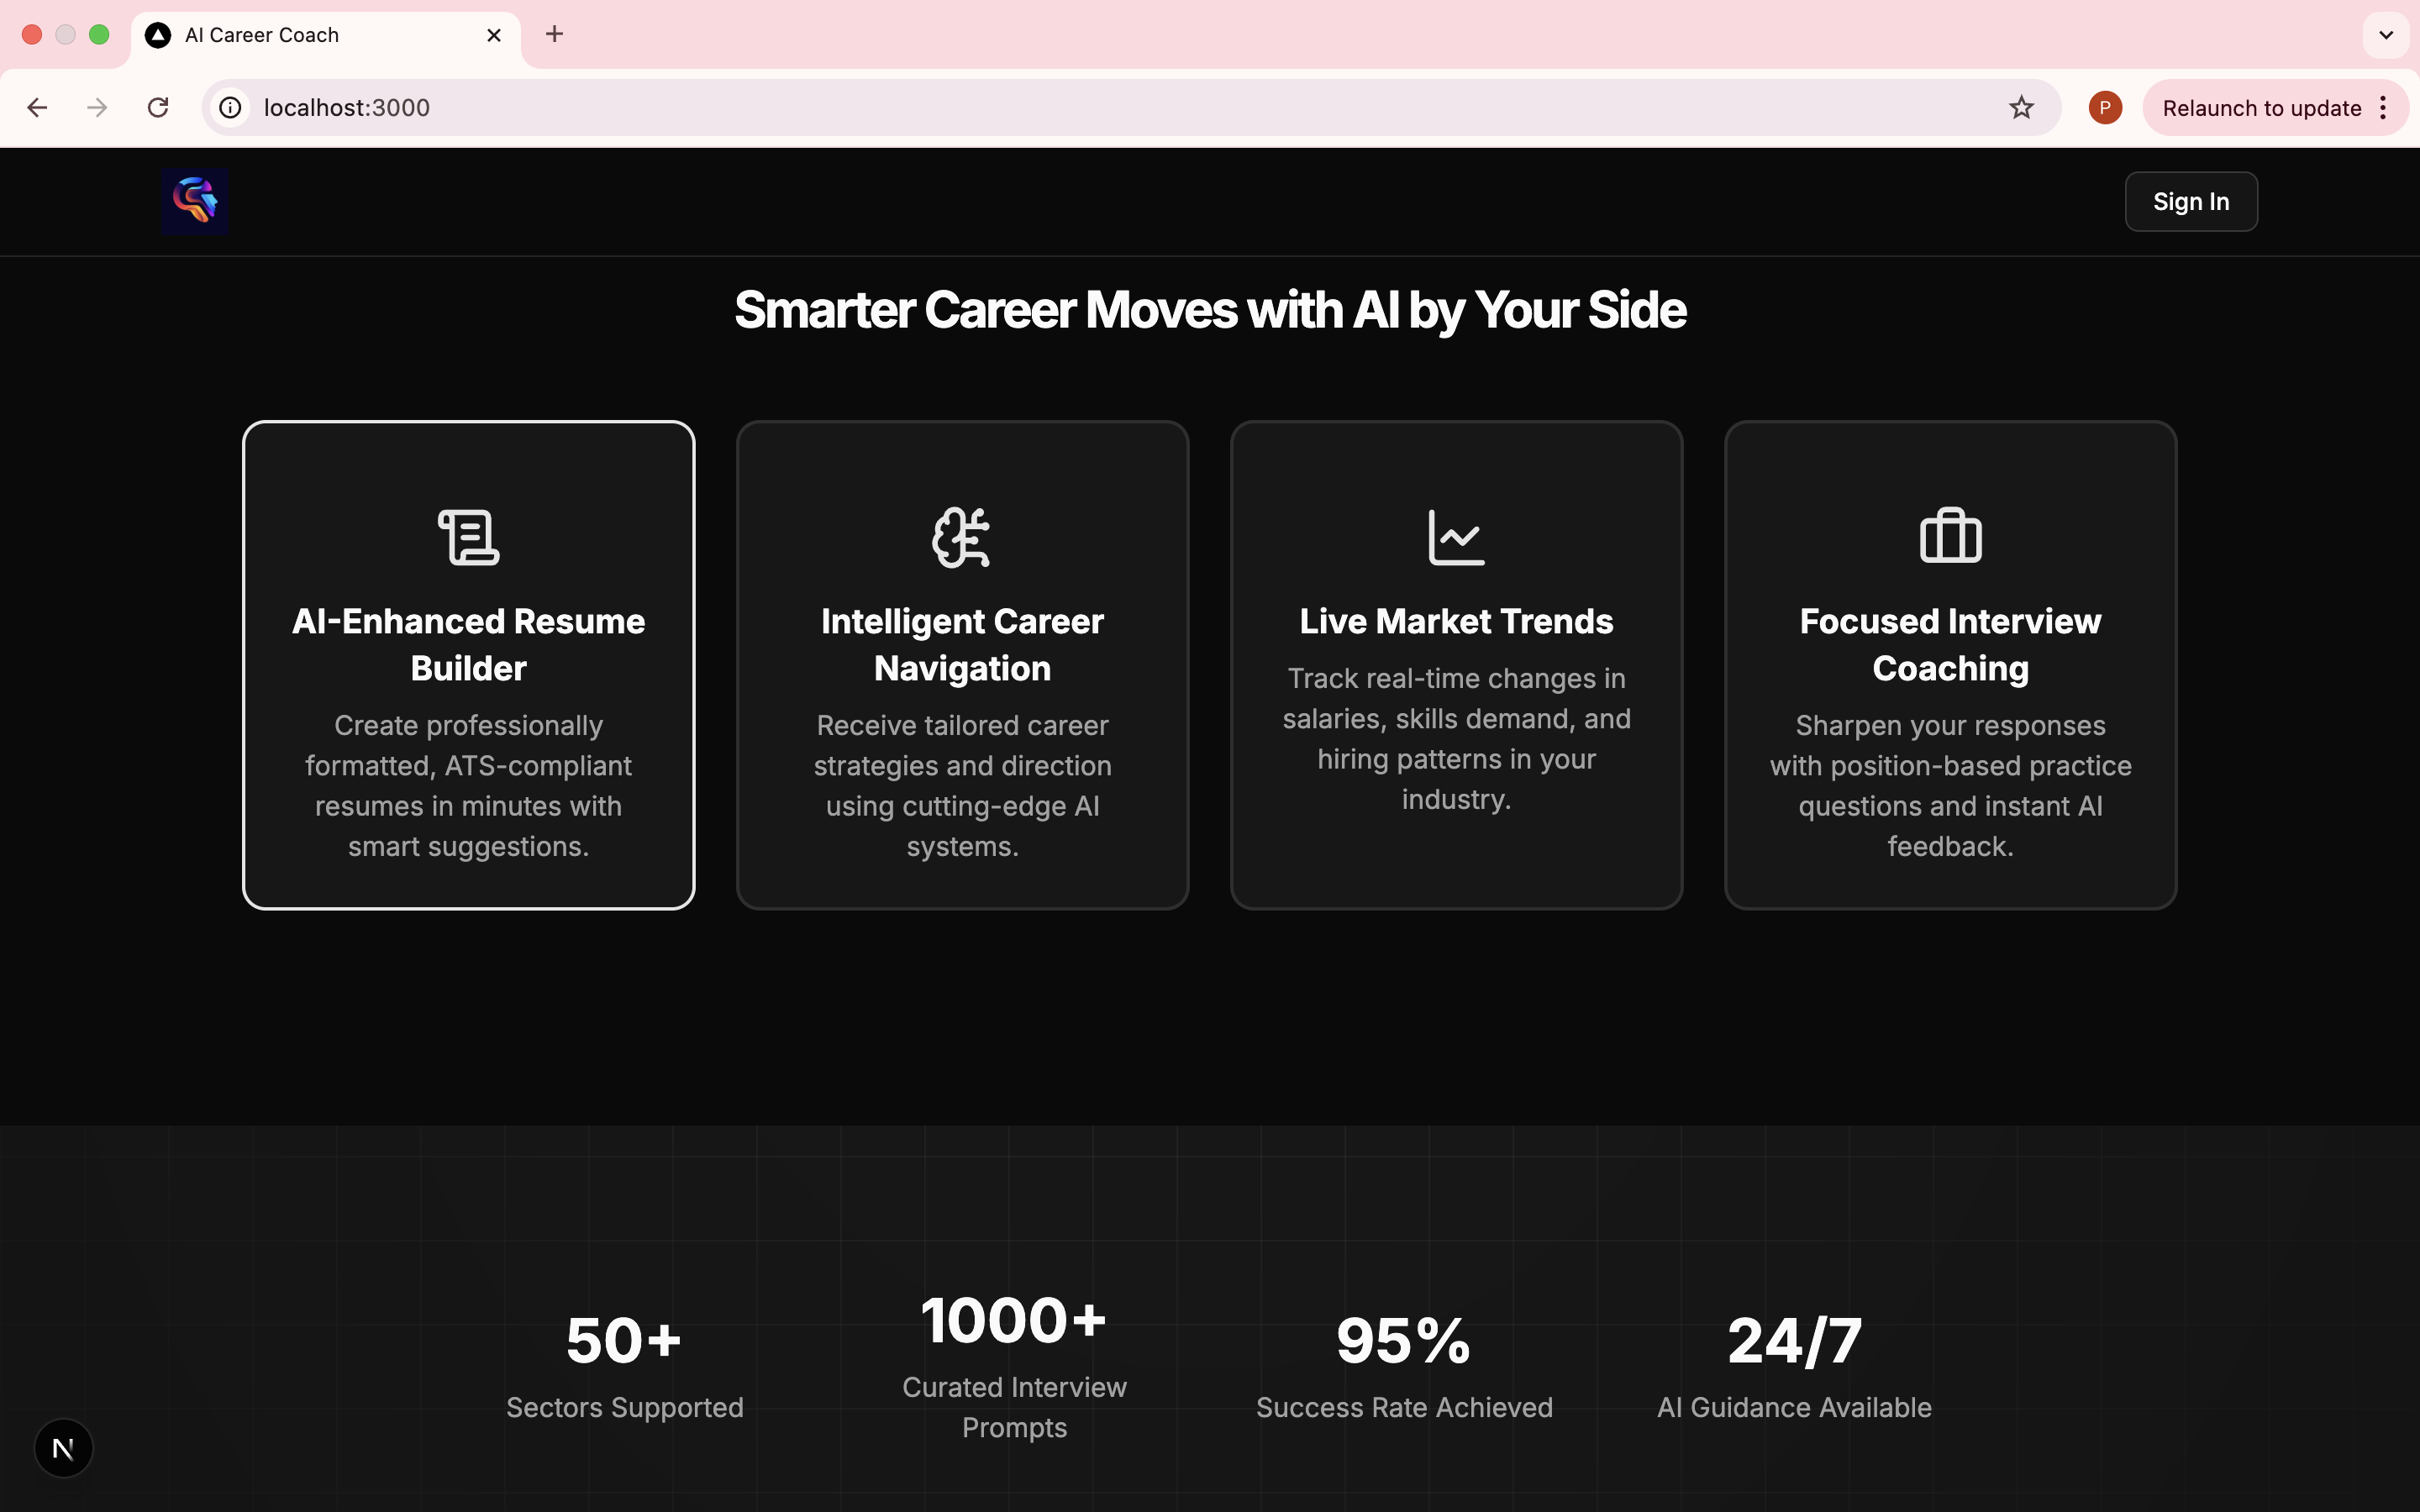 AI Career Coach
localhost:3000
P
Relaunch to update
Sign In
Smarter Career Moves with AI by Your Side
AI-Enhanced Resume
Builder
Create professionally
formatted, ATS-compliant
resumes in minutes with
smart suggestions.
Intelligent Career
Navigation
Receive tailored career
strategies and direction
using cutting-edge AI
systems.
Live Market Trends
Track real-time changes in
salaries, skills demand, and
hiring patterns in your
industry.
Focused Interview
Coaching
Sharpen your responses
with position-based practice
questions and instant AI
feedback.
50+
Sectors Supported
1000+
Curated Interview
Prompts
95%
Success Rate Achieved
24/7
AI Guidance Available
N